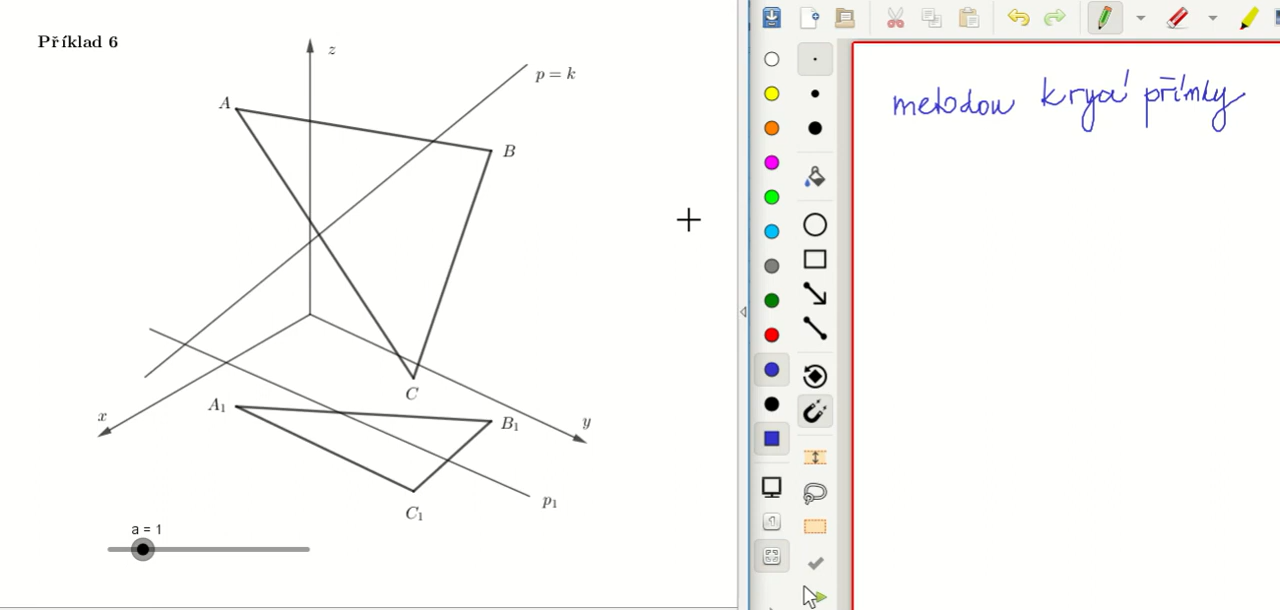 Příklad 6
z
p = k
A
B
C
x
y
A₁
B₁
C₁
p₁
a = 1
metodou krycí přímky